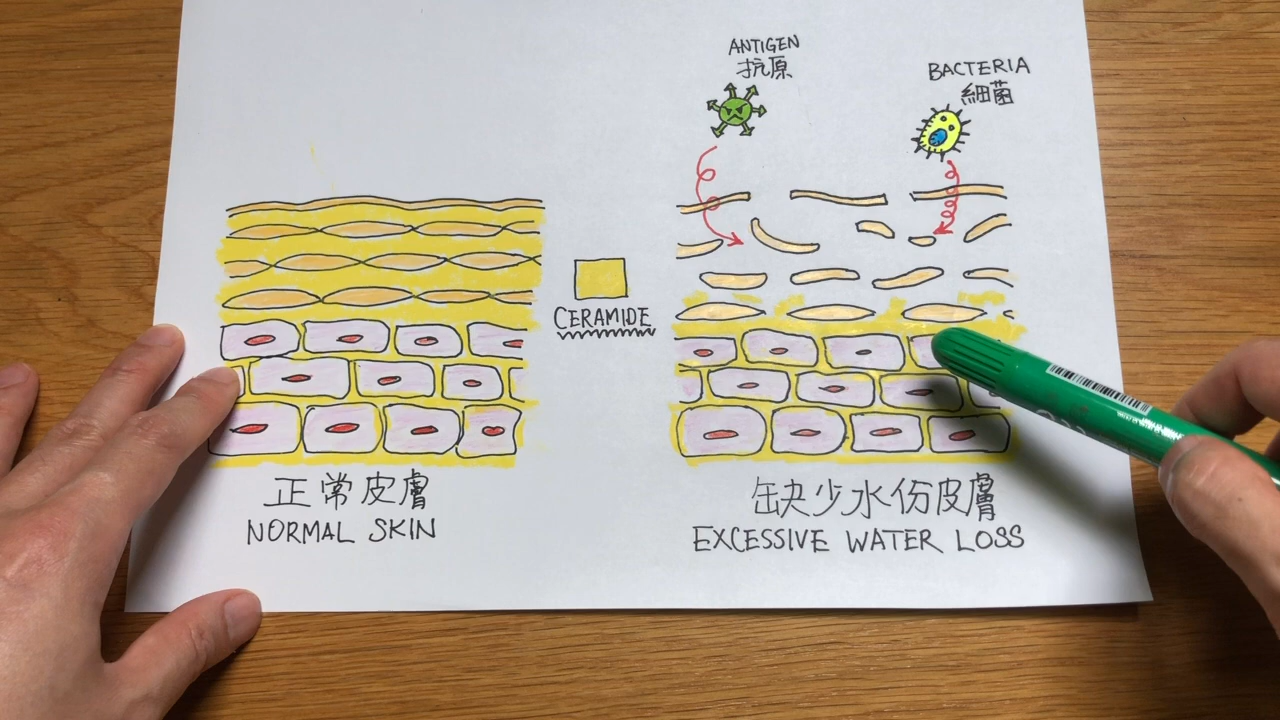 ANTIGEN
抗原
BACTERIA
細菌
CERAMIDE
正常皮膚
NORMAL SKIN
缺少水份皮膚
EXCESSIVE WATER LOSS